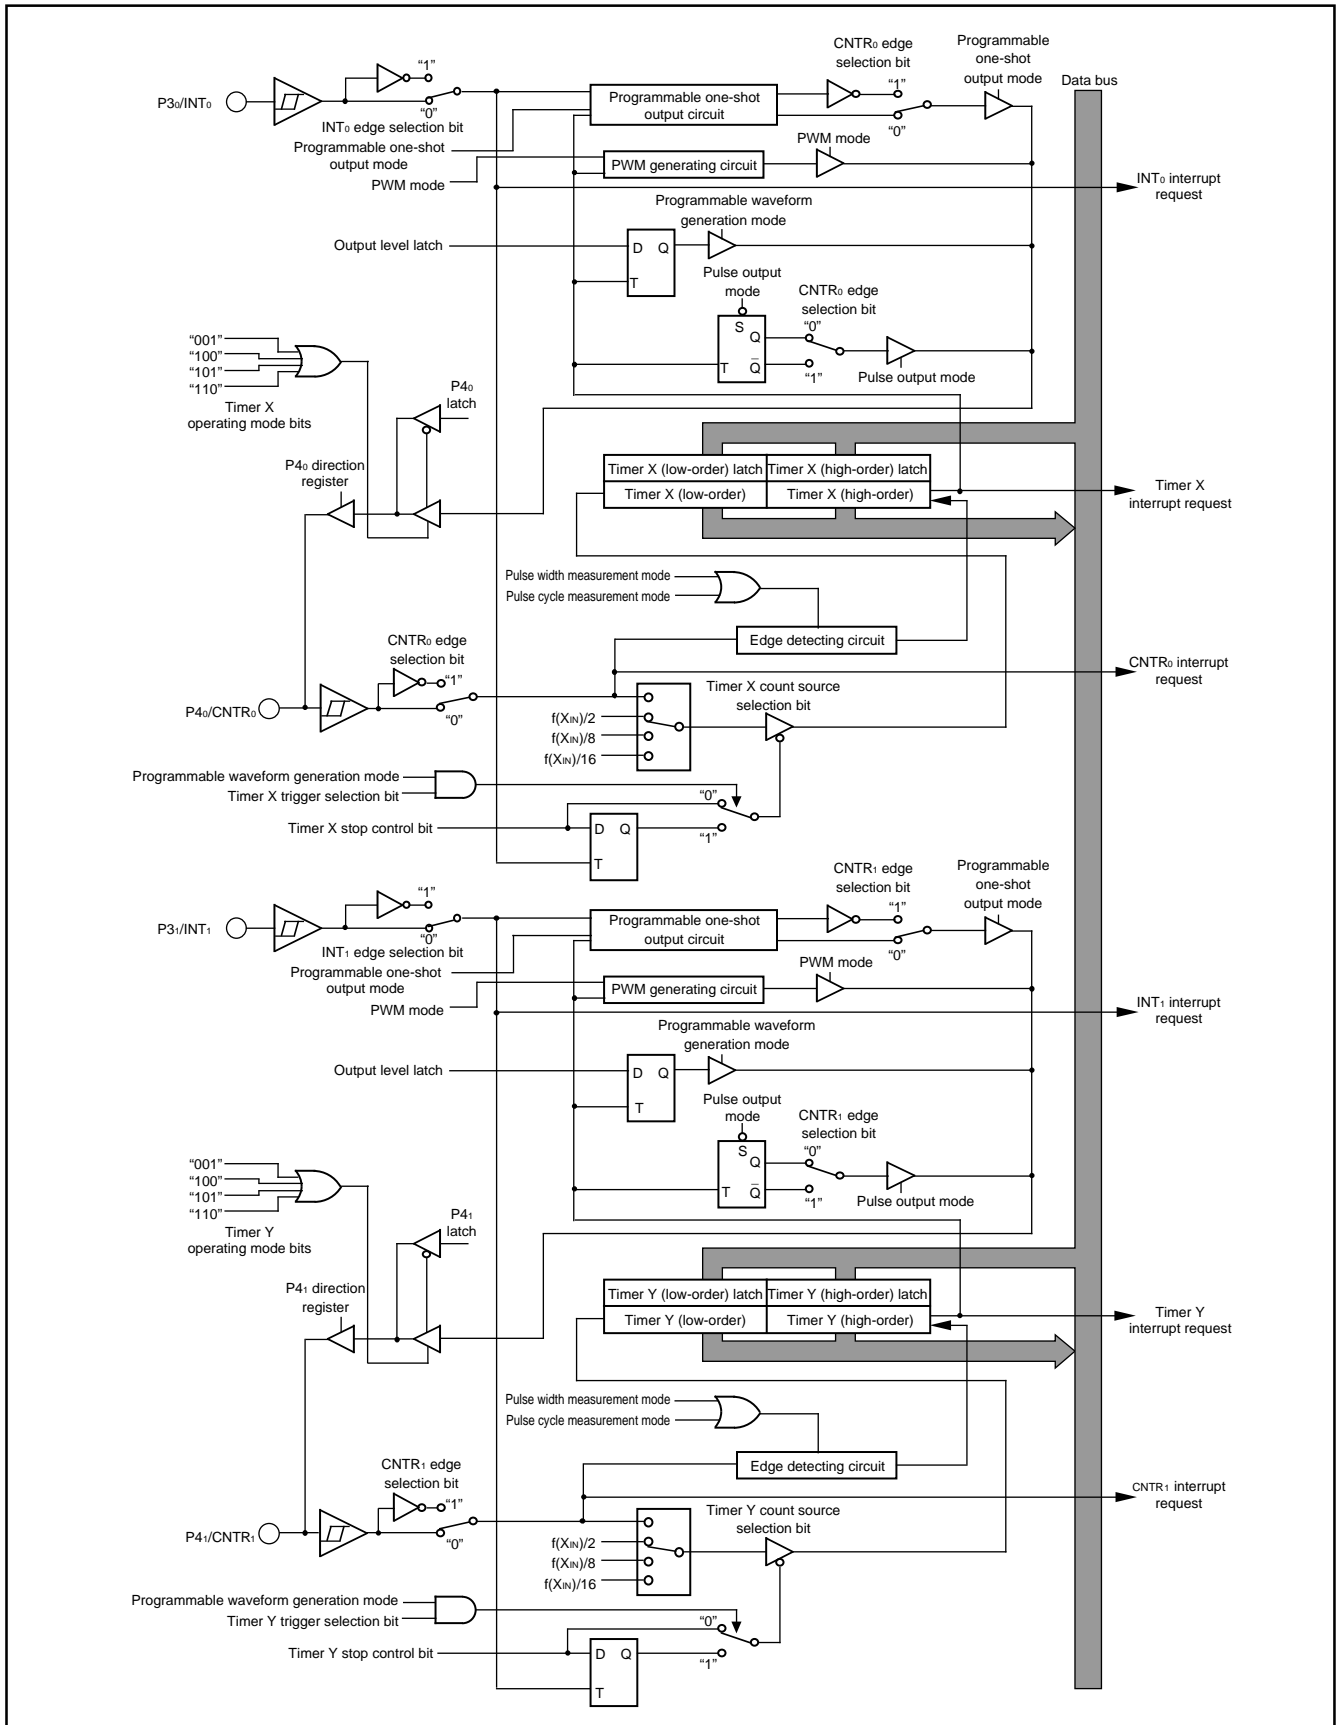 CNTR₀ edge
selection bit
Programmable
one-shot
output mode
Data bus
P3₀/INT₀
“1”
“0”
INT₀ edge selection bit
Programmable one-shot
output circuit
“1”
“0”
Programmable one-shot
output mode
PWM mode
PWM generating circuit
PWM mode
INT₀ interrupt
request
Programmable waveform
generation mode
Output level latch
D Q
T
Pulse output
mode
CNTR₀ edge
selection bit
S
Q
T Q̅
“0”
“1”
Pulse output mode
“001”
“100”
“101”
“110”
Timer X
operating mode bits
P4₀
latch
P4₀ direction
register
Timer X (low-order) latch
Timer X (high-order) latch
Timer X (low-order)
Timer X (high-order)
Timer X
interrupt request
Pulse width measurement mode
Pulse cycle measurement mode
Edge detecting circuit
CNTR₀ edge
selection bit
CNTR₀ interrupt
request
P4₀/CNTR₀
“1”
“0”
Timer X count source
selection bit
f(XIN)/2
f(XIN)/8
f(XIN)/16
Programmable waveform generation mode
Timer X trigger selection bit
“0”
Timer X stop control bit
D Q
“1”
T
CNTR₁ edge
selection bit
Programmable
one-shot
output mode
P3₁/INT₁
“1”
“0”
INT₁ edge selection bit
Programmable one-shot
output circuit
“1”
“0”
Programmable one-shot
output mode
PWM mode
PWM generating circuit
PWM mode
INT₁ interrupt
request
Programmable waveform
generation mode
Output level latch
D Q
T
Pulse output
mode
CNTR₁ edge
selection bit
S
Q
T Q̅
“0”
“1”
Pulse output mode
“001”
“100”
“101”
“110”
Timer Y
operating mode bits
P4₁
latch
P4₁ direction
register
Timer Y (low-order) latch
Timer Y (high-order) latch
Timer Y (low-order)
Timer Y (high-order)
Timer Y
interrupt request
Pulse width measurement mode
Pulse cycle measurement mode
Edge detecting circuit
CNTR₁ edge
selection bit
CNTR₁ interrupt
request
P4₁/CNTR₁
“1”
“0”
Timer Y count source
selection bit
f(XIN)/2
f(XIN)/8
f(XIN)/16
Programmable waveform generation mode
Timer Y trigger selection bit
“0”
Timer Y stop control bit
D Q
“1”
T